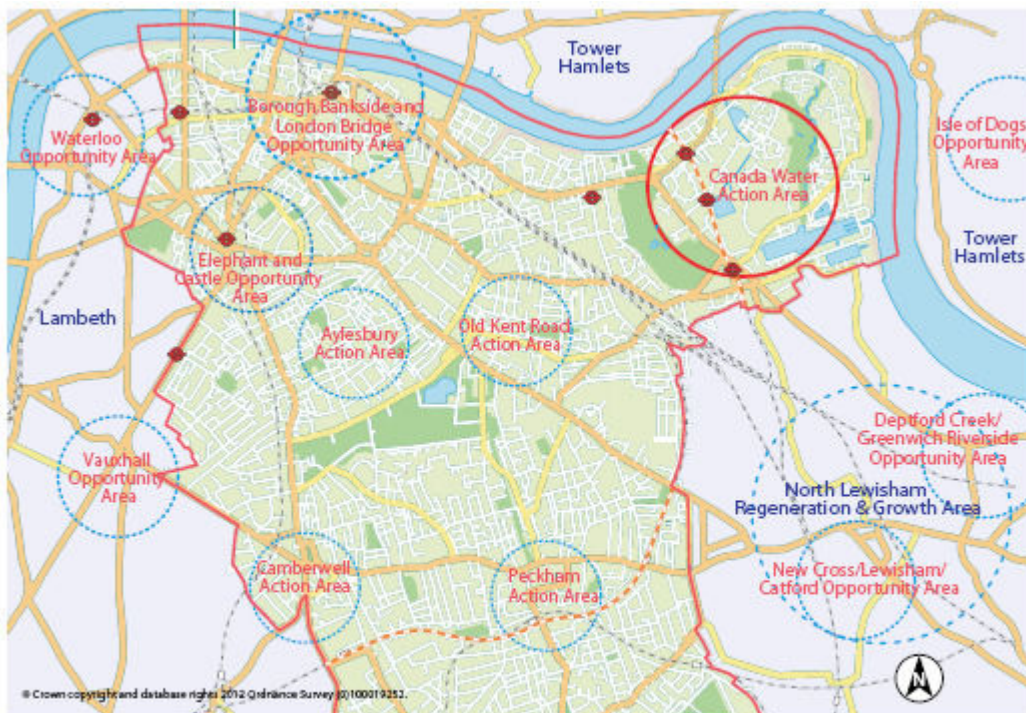 Tower
Hamlets
Waterloo
Opportunity Area
Borough,Bankside and
London Bridge
Opportunity Area
Isle of Dogs
Opportunity
Area
Canada Water
Action Area
Elephant and
Castle Opportunity
Area
Tower
Hamlets
Lambeth
Aylesbury
Action Area
Old Kent Road
Action Area
Vauxhall
Opportunity
Area
Deptford Creek/
Greenwich Riverside
Opportunity Area
North Lewisham
Regeneration & Growth Area
Camberwell
Action Area
Peckham
Action Area
New Cross/Lewisham/
Catford Opportunity Area
N
© Crown copyright and database rights 2012 Ordnance Survey (0)100019252.